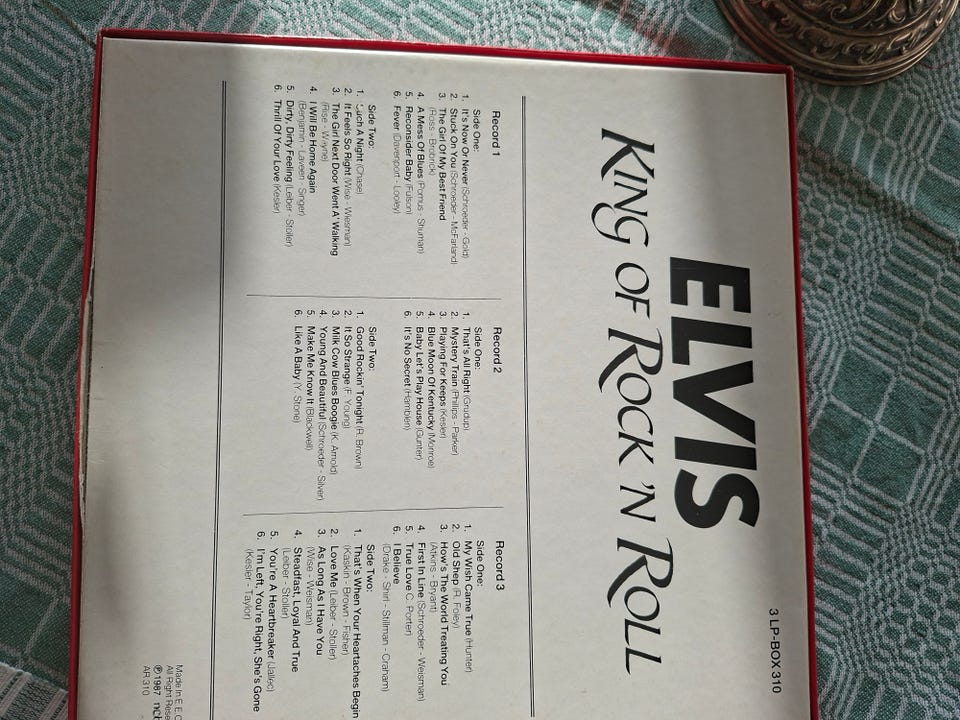 3 LP-BOX 310
ELVIS
KING OF ROCK 'N ROLL
Record 1
Side One:
1. It's Now Or Never (Schroeder - Gold)
2. Stuck On You (Schroeder - McFarland)
3. The Girl Of My Best Friend
(Ross - Bobrick)
4. A Mess Of Blues (Pomus - Shuman)
5. Reconsider Baby (Fulson)
6. Fever (Davenport - Cooley)
Side Two:
1. Such A Night (Chase)
2. It Feels So Right (Wise - Wiesman)
3. The Girl Next Door Went A' Walking
(Rise - Wayne)
4. I Will Be Home Again
(Benjamin - Laveen - Singer)
5. Dirty, Dirty Feeling (Leiber - Stoller)
6. Thrill Of Your Love (Kesler)
Record 2
Side One:
1. That's All Right (Crudup)
2. Mystery Train (Phillips - Parker)
3. Playing For Keeps (Kesler)
4. Blue Moon Of Kentucky (Monroe)
5. Baby Let's Play House (Gunter)
6. It's No Secret (Hamblen)
Side Two:
1. Good Rockin' Tonight (R. Brown)
2. It So Strange (F. Young)
3. Milk Cow Blues Boogie (K. Arnold)
4. Young And Beautiful (Schroeder - Silver)
5. Make Me Know It (Blackwell)
6. Like A Baby (Y. Stone)
Record 3
Side One:
1. My Wish Came True (Hunter)
2. Old Shep (R. Foley)
3. How's The World Treating You
(Atkins - Bryant)
4. First In Line (Schroeder - Weisman)
5. True Love C. Porter)
6. I Believe
(Drake - Shirl - Stillman - Graham)
Side Two:
1. That's When Your Heartaches Begin
(Raskin - Brown - Fisher)
2. Love Me (Leiber - Stoller)
3. As Long As I Have You
(Wise - Weisman)
4. Steadfast, Loyal And True
(Leiber - Stoller)
5. You're A Heartbreaker (Jallec)
6. I'm Left, You're Right, She's Gone
(Kesler - Taylor)
Made In E.E.C
All Right Rese
℗ 1987
AR 310